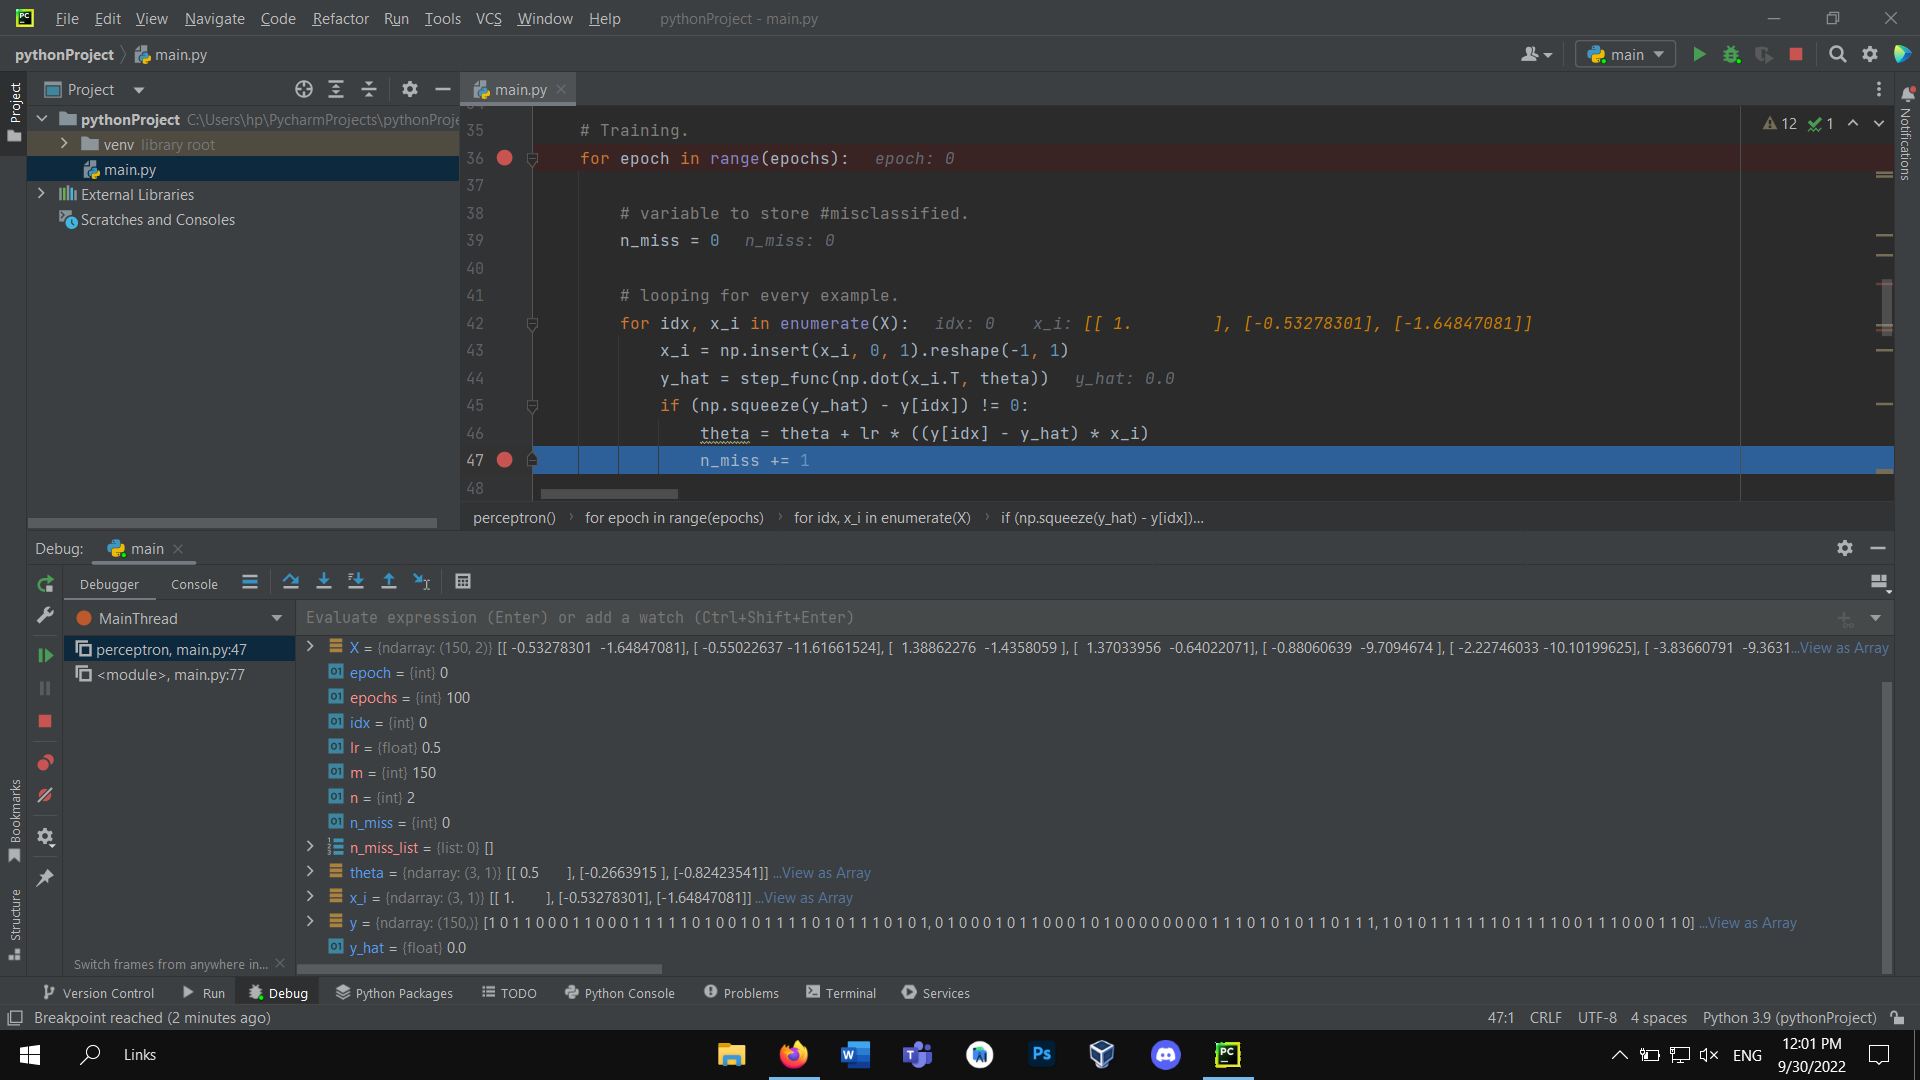 File Edit View Navigate Code Refactor Run Tools VCS Window Help pythonProject - main.py
pythonProject main.py main
Project
main.py
pythonProject C:\Users\hp\PycharmProjects\pythonProje
venv library root
main.py
External Libraries
Scratches and Consoles
Project
Bookmarks
Structure
Notifications
12 1
35 # Training.
36 for epoch in range(epochs): epoch: 0
37
38 # variable to store #misclassified.
39 n_miss = 0 n_miss: 0
40
41 # looping for every example.
42 for idx, x_i in enumerate(X): idx: 0 x_i: [[ 1. ], [-0.53278301], [-1.64847081]]
43 x_i = np.insert(x_i, 0, 1).reshape(-1, 1)
44 y_hat = step_func(np.dot(x_i.T, theta)) y_hat: 0.0
45 if (np.squeeze(y_hat) - y[idx]) != 0:
46 theta = theta + lr * ((y[idx] - y_hat) * x_i)
47 n_miss += 1
48
perceptron() for epoch in range(epochs) for idx, x_i in enumerate(X) if (np.squeeze(y_hat) - y[idx])...
Debug: main
Debugger Console
MainThread
Evaluate expression (Enter) or add a watch (Ctrl+Shift+Enter)
perceptron, main.py:47
<module>, main.py:77
X = {ndarray: (150, 2)} [[ -0.53278301 -1.64847081], [ -0.55022637 -11.61661524], [ 1.38862276 -1.4358059 ], [ 1.37033956 -0.64022071], [ -0.88060639 -9.7094674 ], [ -2.22746033 -10.10199625], [ -3.83660791 -9.3631...View as Array
epoch = {int} 0
epochs = {int} 100
idx = {int} 0
lr = {float} 0.5
m = {int} 150
n = {int} 2
n_miss = {int} 0
n_miss_list = {list: 0} []
theta = {ndarray: (3, 1)} [[ 0.5 ], [-0.2663915 ], [-0.82423541]] ...View as Array
x_i = {ndarray: (3, 1)} [[ 1. ], [-0.53278301], [-1.64847081]] ...View as Array
y = {ndarray: (150,)} [1 0 1 1 0 0 0 1 1 0 0 0 1 1 1 1 1 0 1 0 0 1 0 1 1 1 1 0 1 0 1 1 1 0 1 0 1, 0 1 0 0 0 1 0 1 1 0 0 0 1 0 1 0 0 0 0 0 0 0 0 1 1 1 0 1 0 1 0 1 1 0 1 1 1, 1 0 1 0 1 1 1 1 1 1 0 1 1 1 1 0 0 1 1 1 0 0 0 1 1 0] ...View as Array
y_hat = {float} 0.0
Switch frames from anywhere in...
Version Control Run Debug Python Packages TODO Python Console Problems Terminal Services
Breakpoint reached (2 minutes ago) 47:1 CRLF UTF-8 4 spaces Python 3.9 (pythonProject)
Links ENG
12:01 PM
9/30/2022